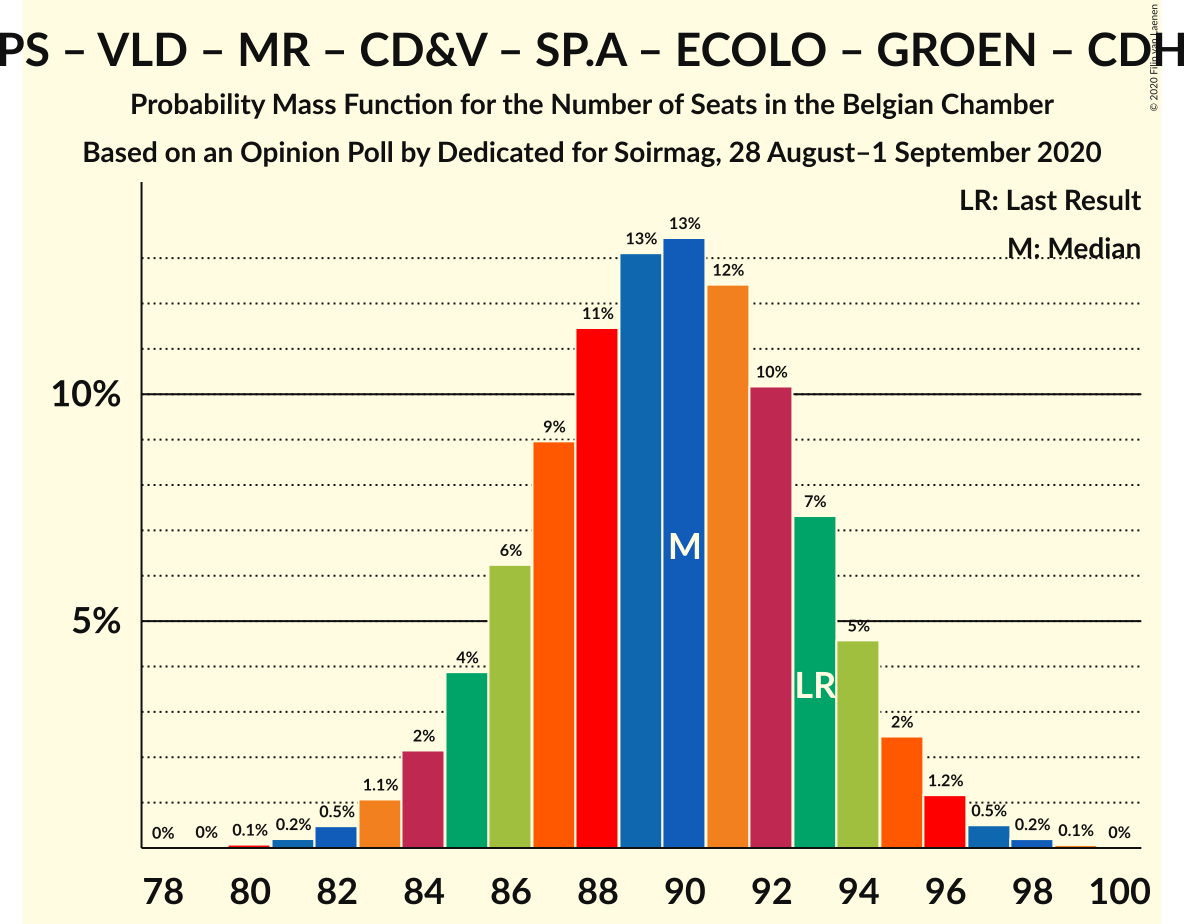 PS – VLD – MR – CD&V – SP.A – ECOLO – GROEN – CDH
© 2020 Filip van Laenen
Probability Mass Function for the Number of Seats in the Belgian Chamber
Based on an Opinion Poll by Dedicated for Soirmag, 28 August–1 September 2020
LR: Last Result
M: Median
10%
5%
0% 0% 0.1% 0.2% 0.5% 1.1% 2% 4% 6% 9% 11% 13% 13% 12% 10% 7% 5% 2% 1.2% 0.5% 0.2% 0.1% 0%
M
LR
78 80 82 84 86 88 90 92 94 96 98 100